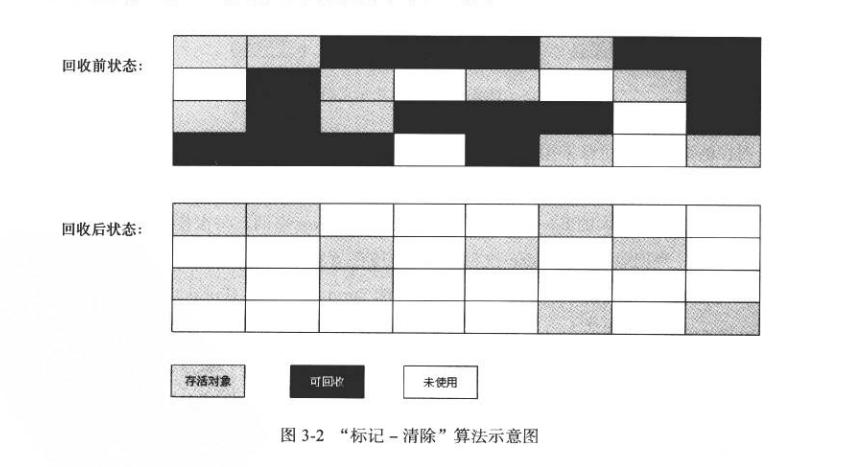 回收前状态:
回收后状态:
存活对象
可回收
未使用
图 3-2 “标记 – 清除”算法示意图